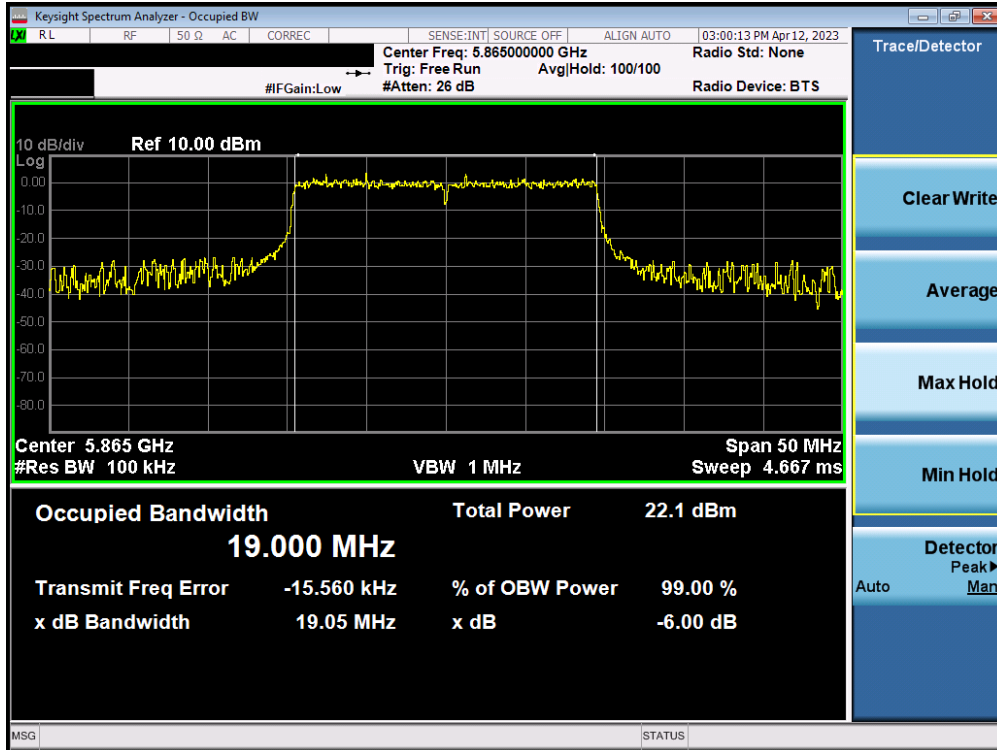 Keysight Spectrum Analyzer - Occupied BW
LXI RL RF 50 Ω AC CORREC SENSE:INT SOURCE OFF ALIGN AUTO 03:00:13 PM Apr 12, 2023
Center Freq: 5.865000000 GHz Radio Std: None
Trig: Free Run Avg|Hold: 100/100
#IFGain:Low #Atten: 26 dB Radio Device: BTS
Trace/Detector
10 dB/div Ref 10.00 dBm
Log
0.00
-10.0
-20.0
-30.0
-40.0
-50.0
-60.0
-70.0
-80.0
Center 5.865 GHz Span 50 MHz
#Res BW 100 kHz VBW 1 MHz Sweep 4.667 ms
Occupied Bandwidth Total Power 22.1 dBm
19.000 MHz
Transmit Freq Error -15.560 kHz % of OBW Power 99.00 %
x dB Bandwidth 19.05 MHz x dB -6.00 dB
Clear Write
Average
Max Hold
Min Hold
Detector
Peak▶
Auto Man
MSG STATUS